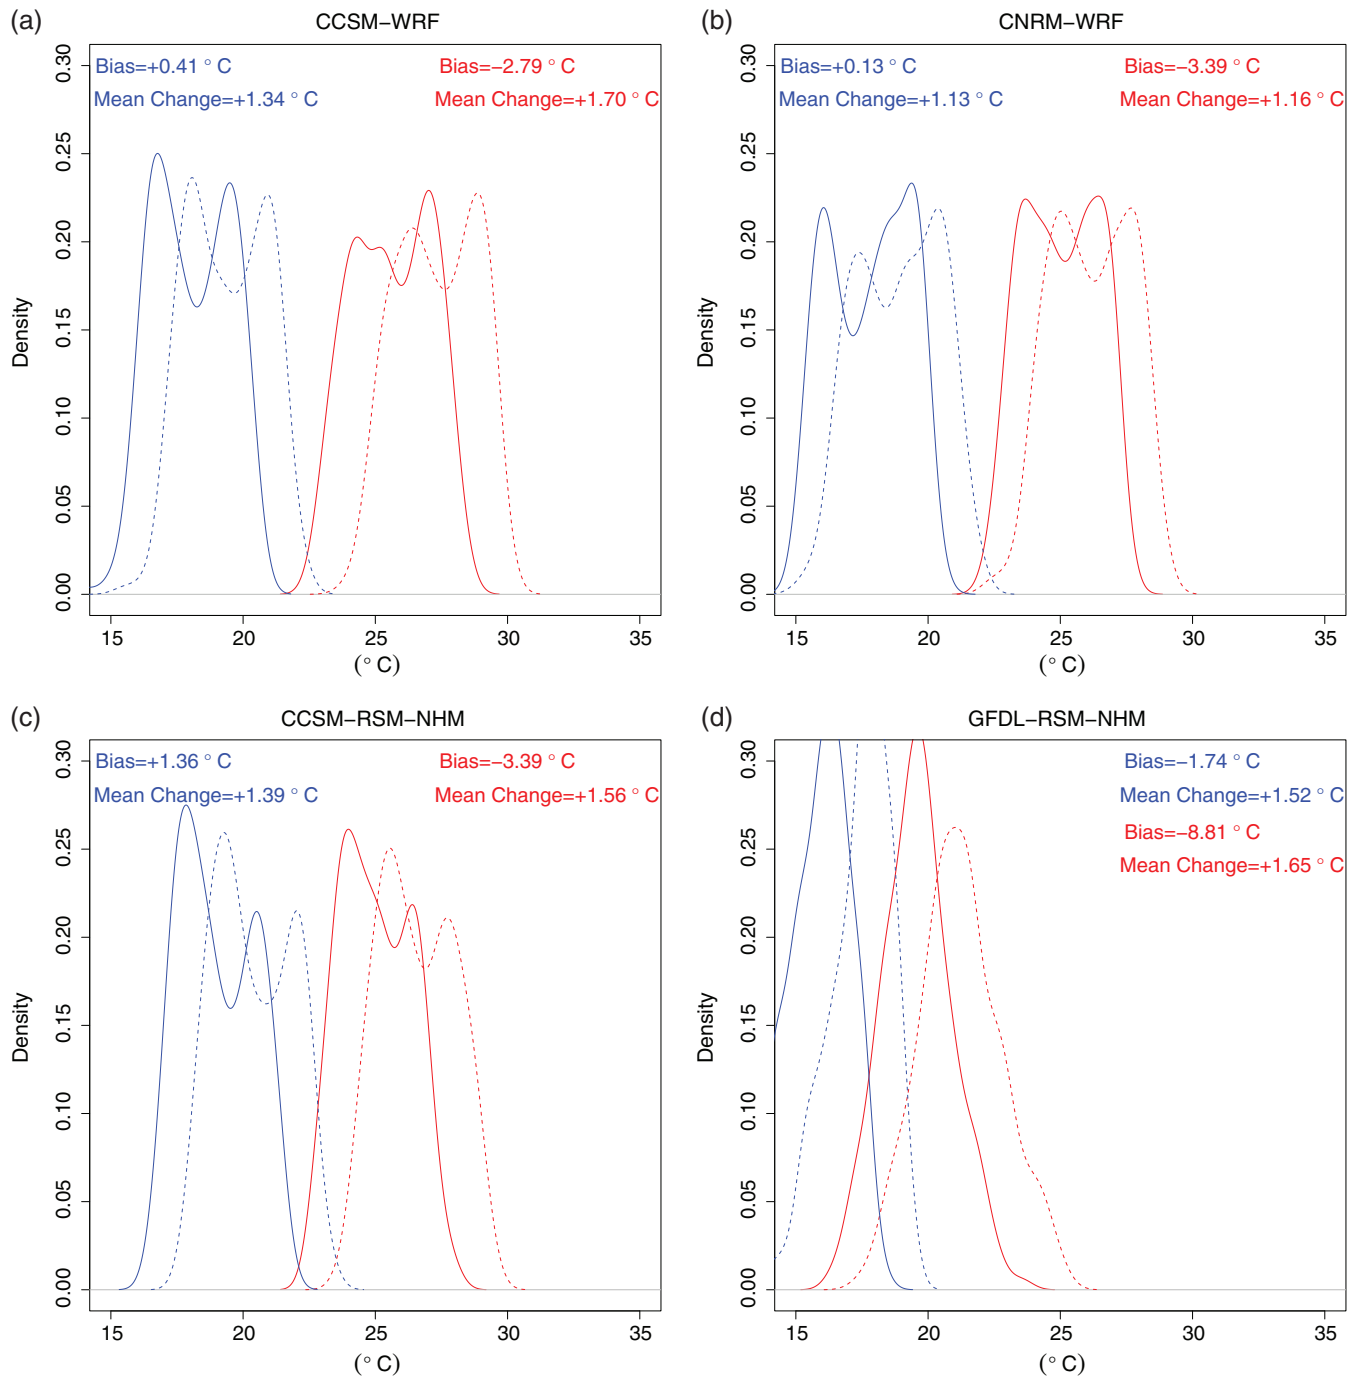 (a)
CCSM−WRF
Bias=+0.41 ° C
Mean Change=+1.34 ° C
Bias=−2.79 ° C
Mean Change=+1.70 ° C
Density
0.30
0.25
0.20
0.15
0.10
0.05
0.00
15 20 25 30 35
(° C)
(b)
CNRM−WRF
Bias=+0.13 ° C
Mean Change=+1.13 ° C
Bias=−3.39 ° C
Mean Change=+1.16 ° C
Density
0.30
0.25
0.20
0.15
0.10
0.05
0.00
15 20 25 30 35
(° C)
(c)
CCSM−RSM−NHM
Bias=+1.36 ° C
Mean Change=+1.39 ° C
Bias=−3.39 ° C
Mean Change=+1.56 ° C
Density
0.30
0.25
0.20
0.15
0.10
0.05
0.00
15 20 25 30 35
(° C)
(d)
GFDL−RSM−NHM
Bias=−1.74 ° C
Mean Change=+1.52 ° C
Bias=−8.81 ° C
Mean Change=+1.65 ° C
Density
0.30
0.25
0.20
0.15
0.10
0.05
0.00
15 20 25 30 35
(° C)